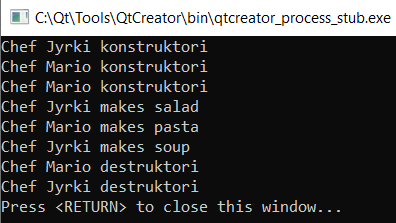 C:\Qt\Tools\QtCreator\bin\qtcreator_process_stub.exe
Chef Jyrki konstruktori
Chef Mario konstruktori
Chef Mario konstruktori
Chef Jyrki makes salad
Chef Mario makes pasta
Chef Jyrki makes soup
Chef Mario destruktori
Chef Jyrki destruktori
Press <RETURN> to close this window...